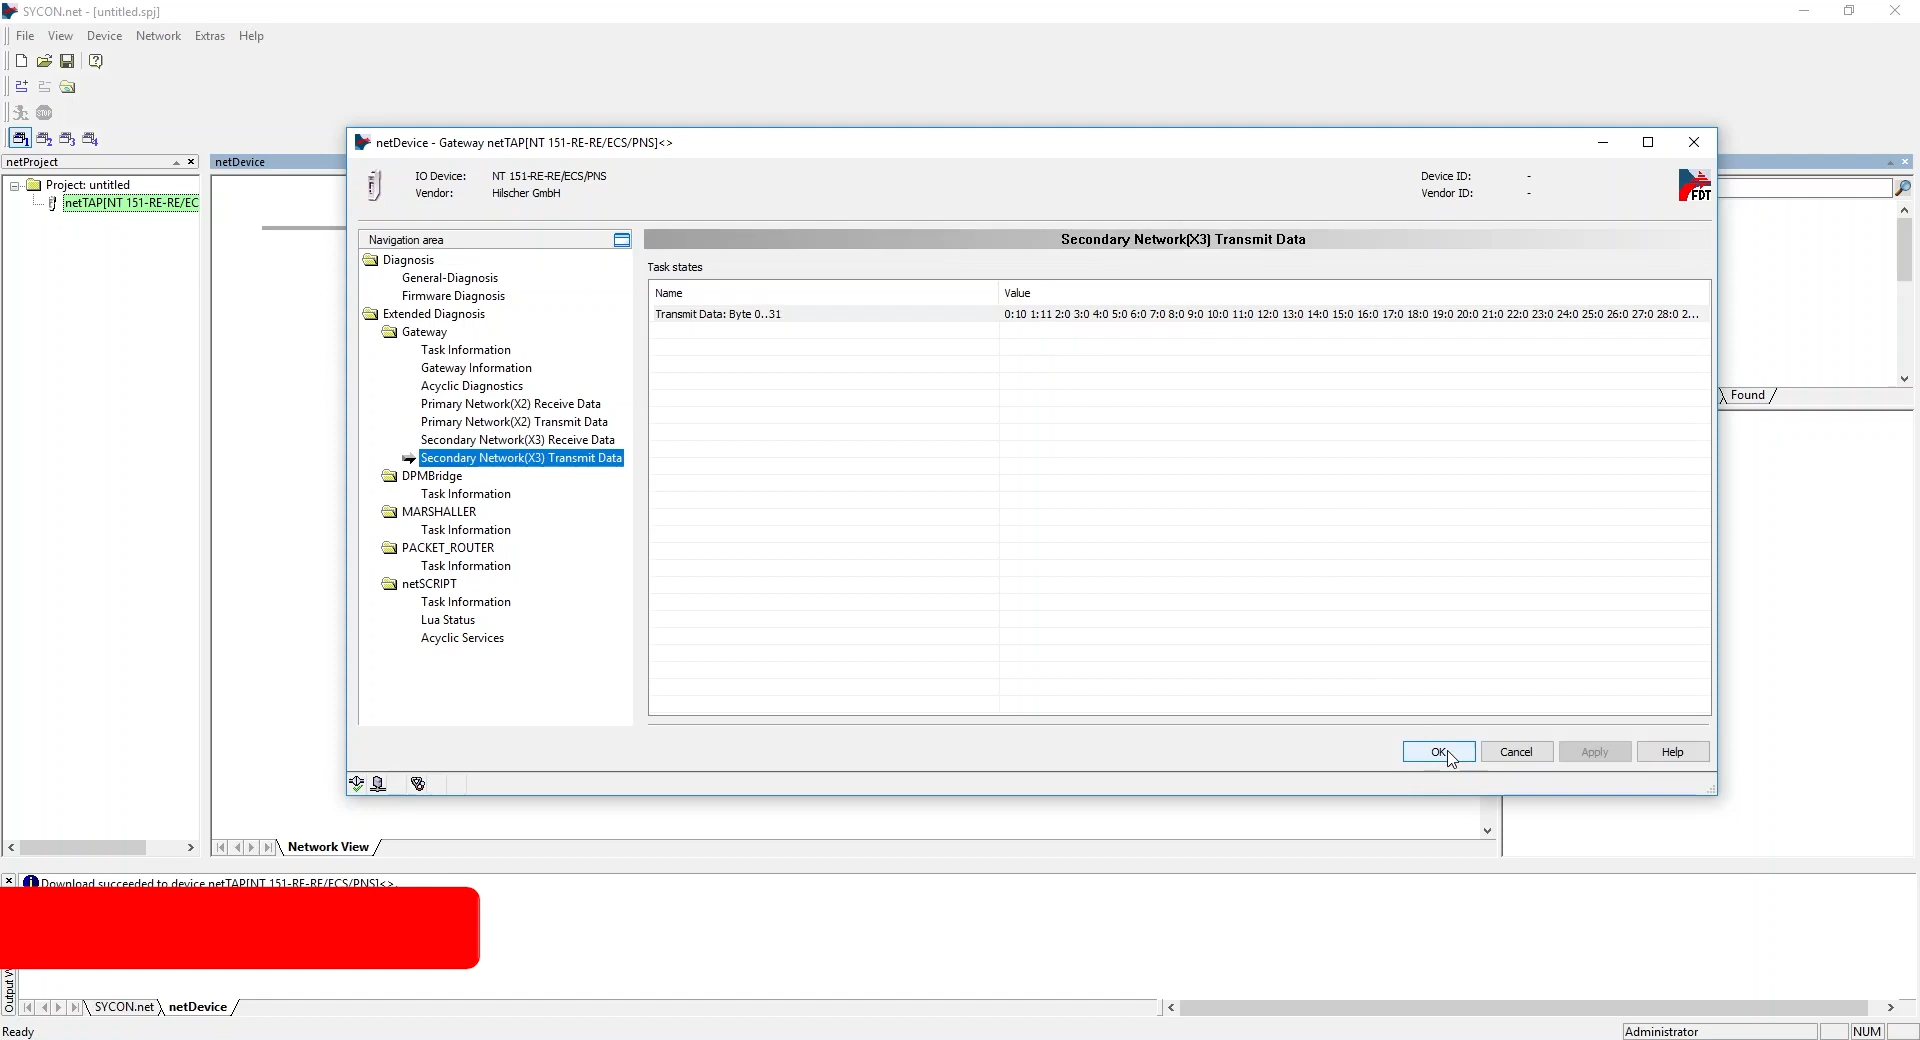 SYCON.net - [untitled.spj]
File View Device Network Extras Help
netProject
netDevice
Project: untitled
netTAP[NT 151-RE-RE/EC
netDevice - Gateway netTAP[NT 151-RE-RE/ECS/PNS]<>
IO Device: NT 151-RE-RE/ECS/PNS
Vendor: Hilscher GmbH
Device ID: -
Vendor ID: -
FDT
Navigation area
Secondary Network(X3) Transmit Data
Diagnosis
General-Diagnosis
Firmware Diagnosis
Extended Diagnosis
Gateway
Task Information
Gateway Information
Acyclic Diagnostics
Primary Network(X2) Receive Data
Primary Network(X2) Transmit Data
Secondary Network(X3) Receive Data
Secondary Network(X3) Transmit Data
DPMBridge
Task Information
MARSHALLER
Task Information
PACKET_ROUTER
Task Information
netSCRIPT
Task Information
Lua Status
Acyclic Services
Task states
Name Value
Transmit Data: Byte 0..31 0:10 1:11 2:0 3:0 4:0 5:0 6:0 7:0 8:0 9:0 10:0 11:0 12:0 13:0 14:0 15:0 16:0 17:0 18:0 19:0 20:0 21:0 22:0 23:0 24:0 25:0 26:0 27:0 28:0 2...
OK Cancel Apply Help
Found
Network View
Download succeeded to device netTAP[NT 151-RE-RE/ECS/PNS]<>.
Output W
SYCON.net netDevice
Ready
Administrator NUM